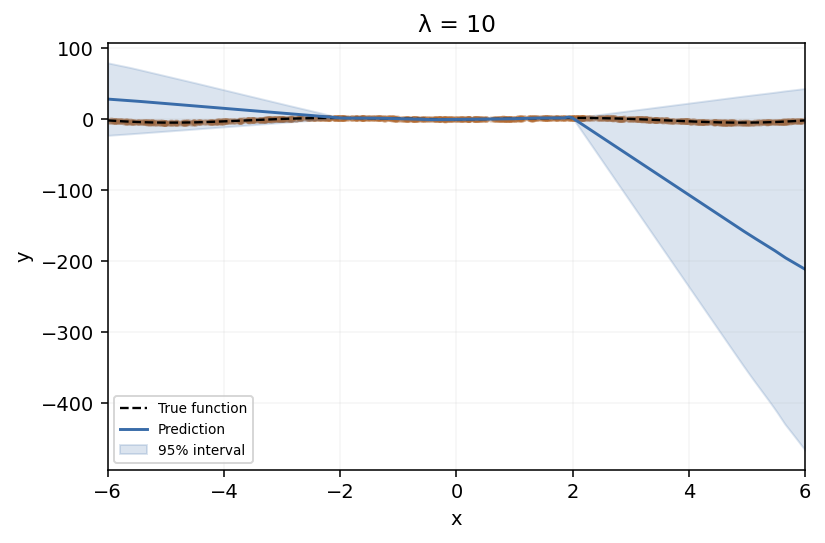 λ = 10
100
0
−100
−200
−300
−400
y
True function
Prediction
95% interval
−6
−4
−2
0
2
4
6
x